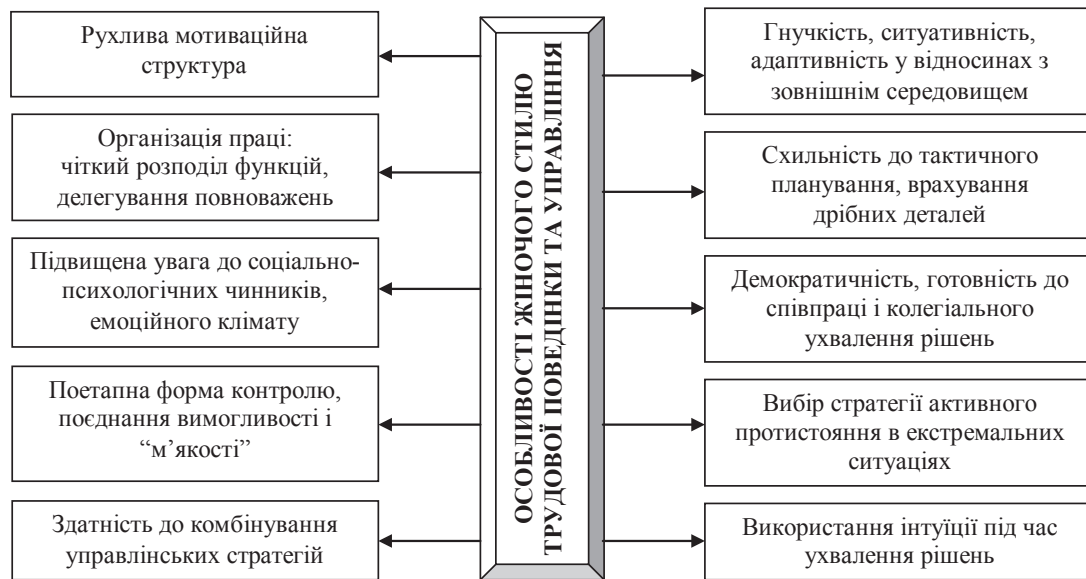 Рухлива мотиваційна
структура
Організація праці:
чіткий розподіл функцій,
делегування повноважень
Підвищена увага до соціально-
психологічних чинників,
емоційного клімату
Поетапна форма контролю,
поєднання вимогливості і
“м’якості”
Здатність до комбінування
управлінських стратегій
ОСОБЛИВОСТІ ЖІНОЧОГО СТИЛЮ
ТРУДОВОЇ ПОВЕДІНКИ ТА УПРАВЛІННЯ
Гнучкість, ситуативність,
адаптивність у відносинах з
зовнішнім середовищем
Схильність до тактичного
планування, врахування
дрібних деталей
Демократичність, готовність до
співпраці і колегіального
ухвалення рішень
Вибір стратегії активного
протистояння в екстремальних
ситуаціях
Використання інтуїції під час
ухвалення рішень